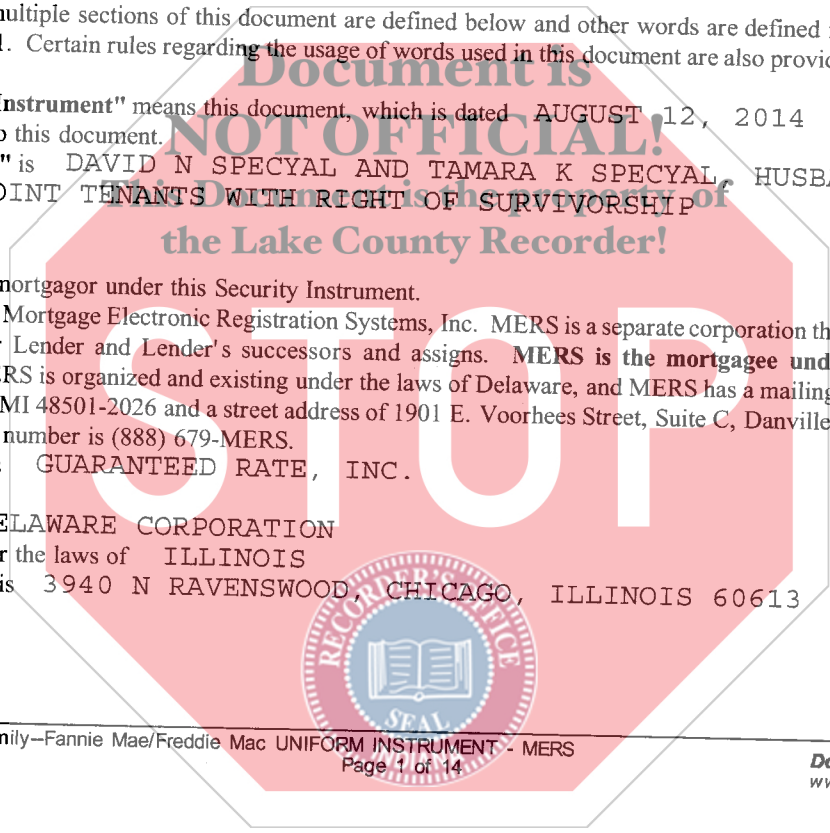 multiple sections of this document are defined below and other words are defined
1. Certain rules regarding the usage of words used in this document are also provid
Document is
Instrument" means this document, which is dated AUGUST 12, 2014
o this document.
NOT OFFICIAL!
" is DAVID N SPECYAL AND TAMARA K SPECYAL, HUSBA
OINT TENANTS WITH RIGHT OF SURVIVORSHIP
This Document is the property of
the Lake County Recorder!
mortgagor under this Security Instrument.
Mortgage Electronic Registration Systems, Inc. MERS is a separate corporation th
r Lender and Lender's successors and assigns. MERS is the mortgagee und
ERS is organized and existing under the laws of Delaware, and MERS has a mailing
MI 48501-2026 and a street address of 1901 E. Voorhees Street, Suite C, Danville
number is (888) 679-MERS.
STOP
GUARANTEED RATE, INC.
ELAWARE CORPORATION
r the laws of ILLINOIS
is 3940 N RAVENSWOOD, CHICAGO, ILLINOIS 60613
RECORDER'S OFFICE
SEAL
INDIANA
mily--Fannie Mae/Freddie Mac UNIFORM INSTRUMENT - MERS
Page 1 of 14
Do
ww